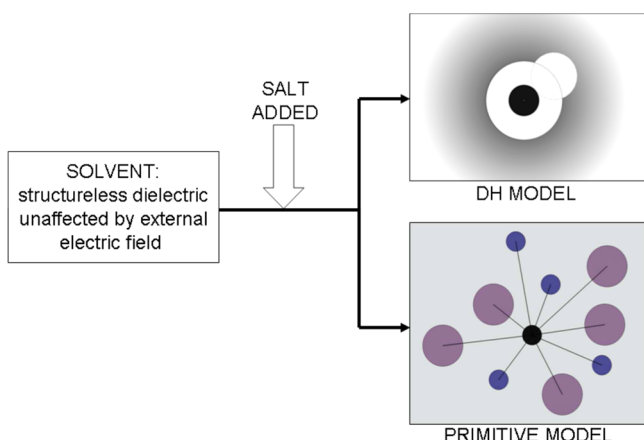 SALT
ADDED
SOLVENT:
structureless dielectric
unaffected by external
electric field
DH MODEL
PRIMITIVE MODEL